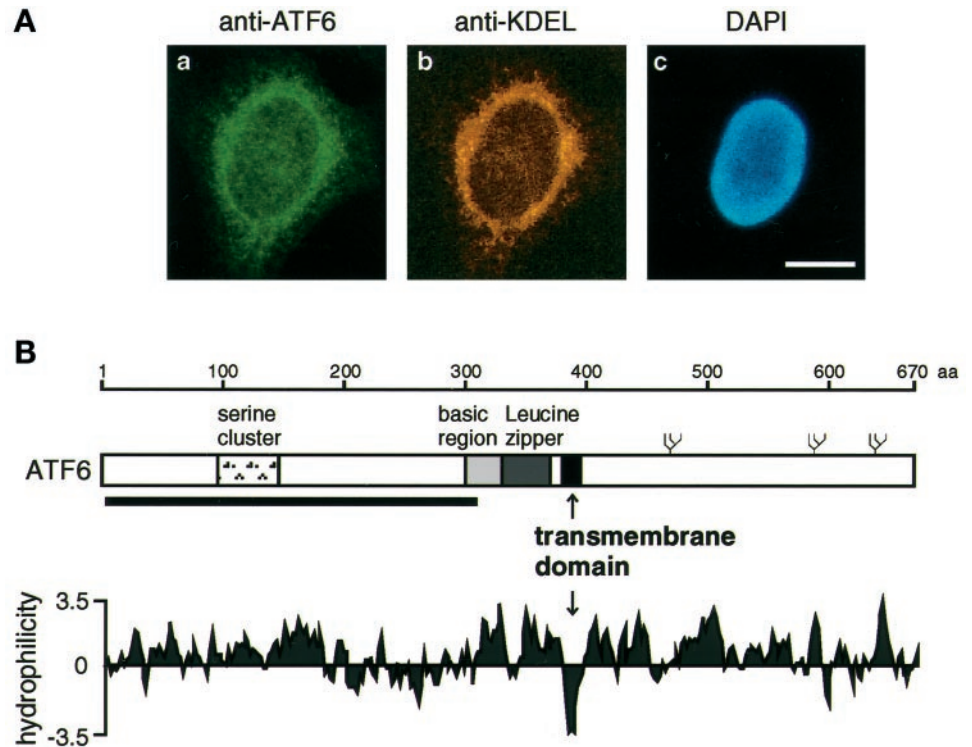 A
anti-ATF6 anti-KDEL DAPI
a b c
B
1 100 200 300 400 500 600 670 aa
serine cluster
basic region
Leucine zipper
ATF6
transmembrane
domain
hydrophilicity
3.5
0
-3.5